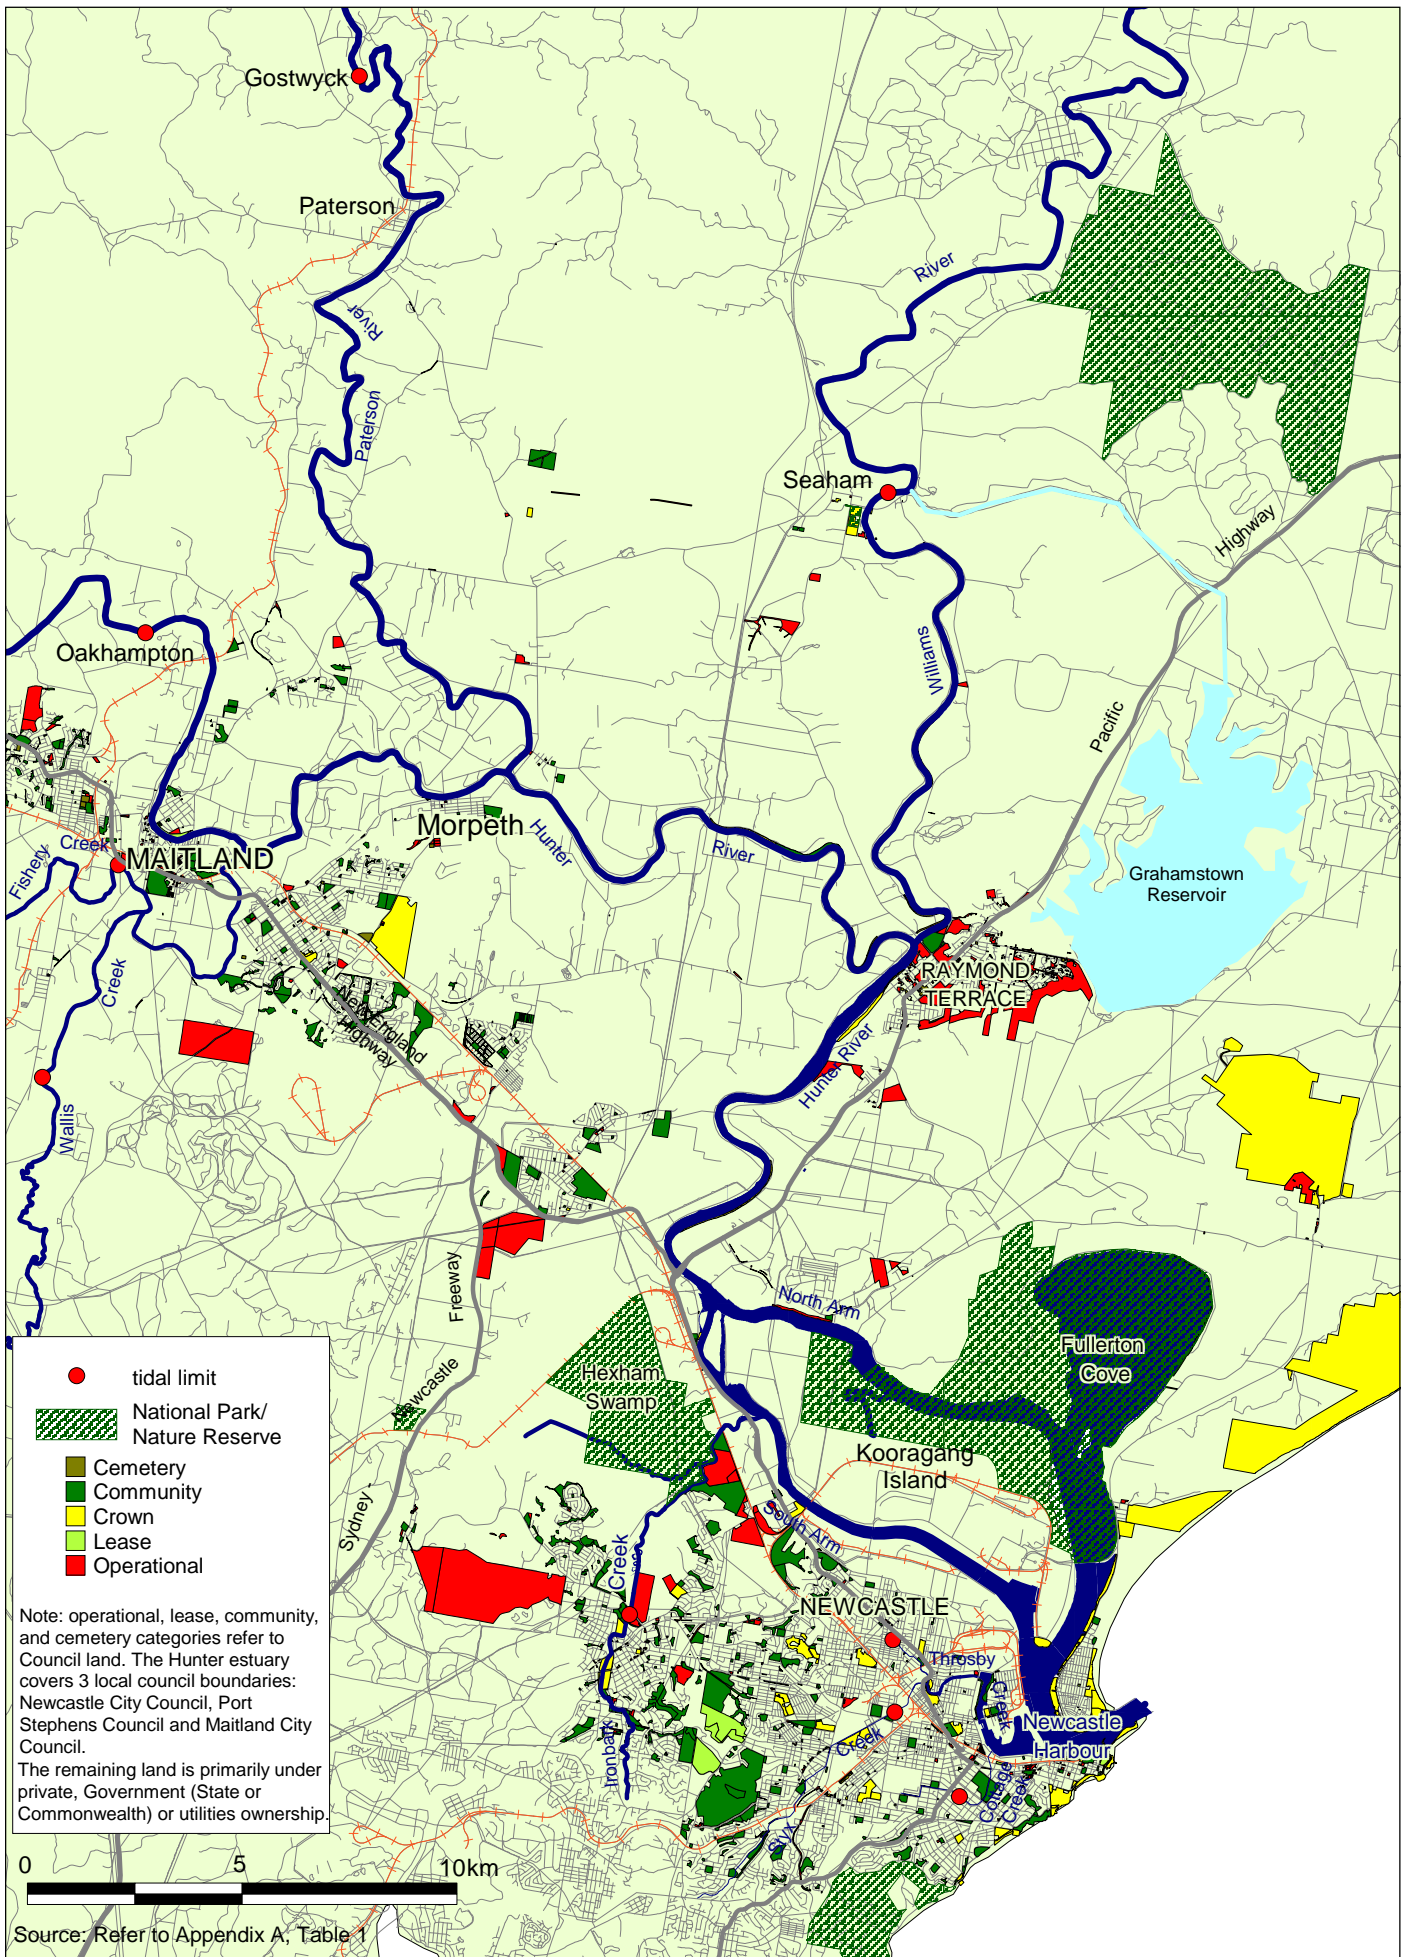 Gostwyck
Paterson
River
River
Paterson
Seaham
Highway
Oakhampton
Williams
Pacific
Morpeth
Hunter
River
Fishery
Creek
MAITLAND
Grahamstown
Reservoir
Creek
RAYMOND
TERRACE
New England
Highway
Hunter River
Wallis
Freeway
North Arm
Fullerton
Cove
Hexham
Swamp
Newcastle
Kooragang
Island
Sydney -
South Arm
Creek
NEWCASTLE
Throsby
Creek
Newcastle
Harbour
Ironbark
Creek
Cottage
Creek
Styx
tidal limit
National Park/
Nature Reserve
Cemetery
Community
Crown
Lease
Operational
Note: operational, lease, community,
and cemetery categories refer to
Council land. The Hunter estuary
covers 3 local council boundaries:
Newcastle City Council, Port
Stephens Council and Maitland City
Council.
The remaining land is primarily under
private, Government (State or
Commonwealth) or utilities ownership.
0 5 10km
Source: Refer to Appendix A, Table 1